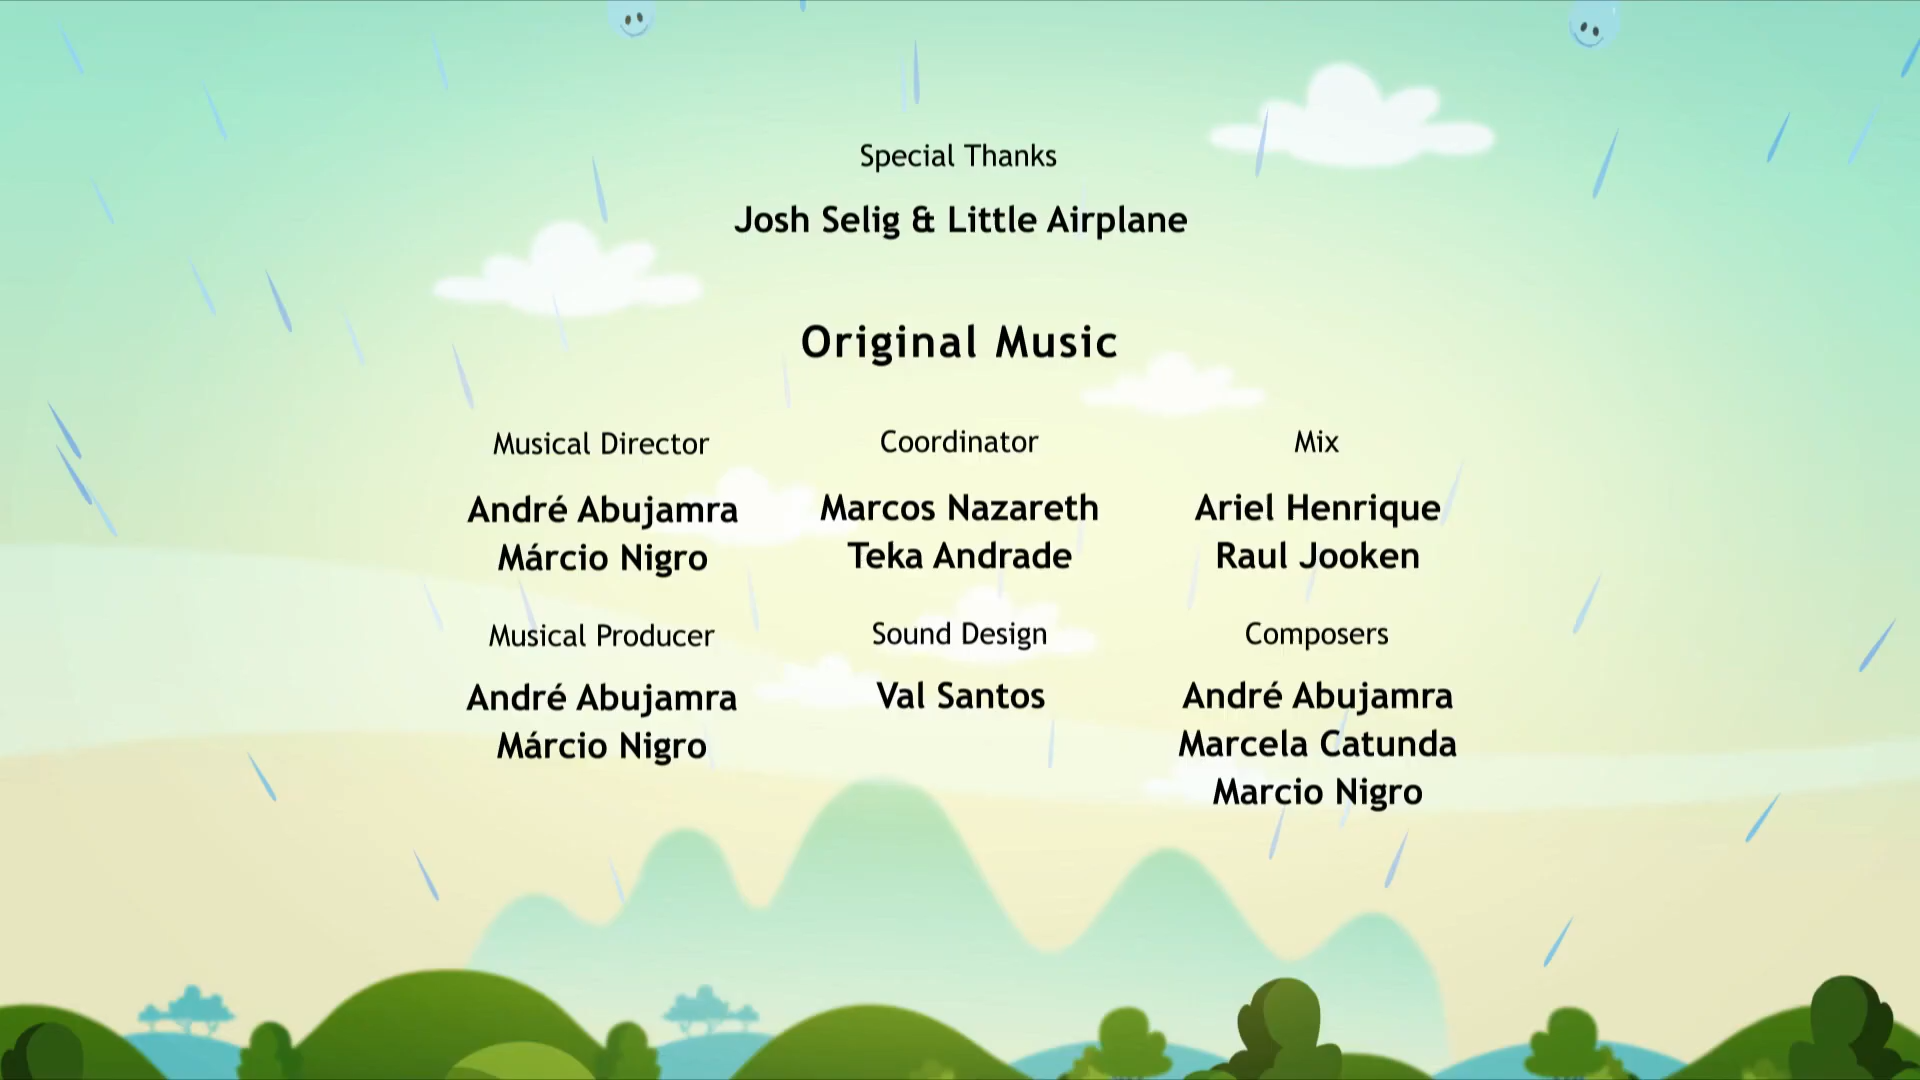 Special Thanks
Josh Selig & Little Airplane
Original Music
Musical Director
André Abujamra
Márcio Nigro
Coordinator
Marcos Nazareth
Teka Andrade
Mix
Ariel Henrique
Raul Jooken
Musical Producer
André Abujamra
Márcio Nigro
Sound Design
Val Santos
Composers
André Abujamra
Marcela Catunda
Marcio Nigro